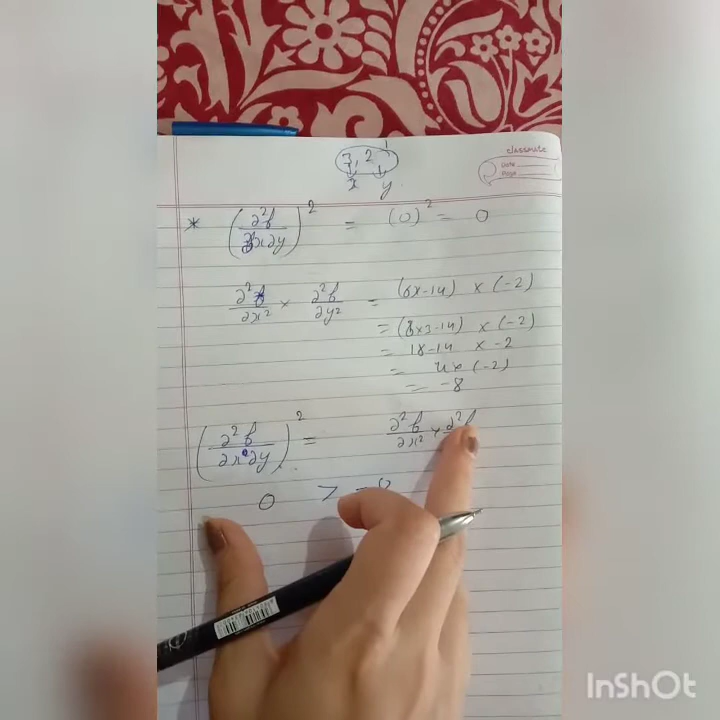 classmate
Date
Page
3, 2
x y
* (∂²f/∂x∂y)² = (0)² = 0
∂²f/∂x² × ∂²f/∂y² = (6x-14) × (-2)
= (6×3-14) × (-2)
= 18-14 × -2
= 4× (-2)
= -8
(∂²f/∂x∂y)² = ∂²f/∂x² × ∂²f
0 > -8
InShOt